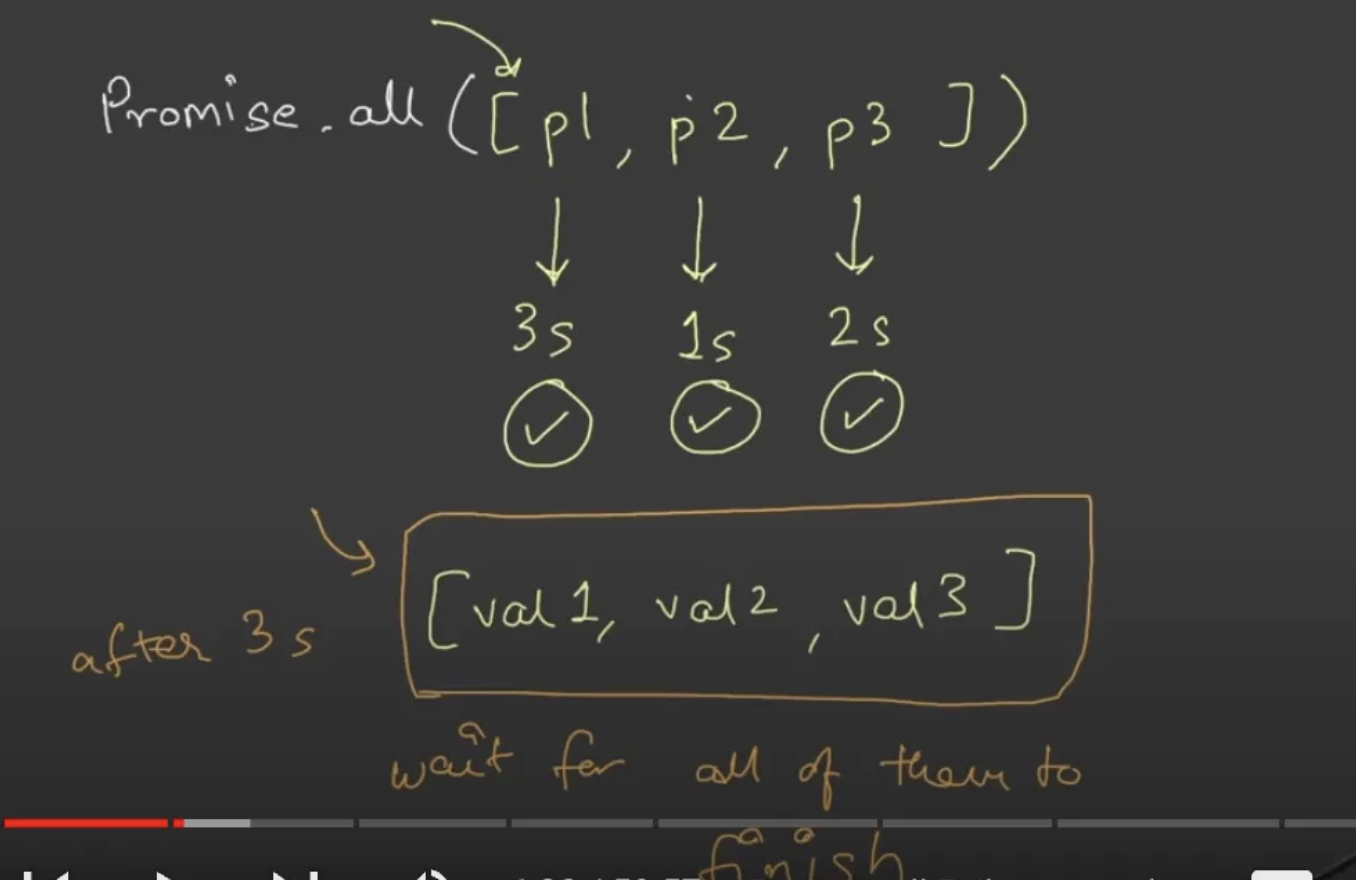 Promise.all([p1, p2, p3])
3s 1s 2s
[val1, val2, val3]
after 3s
wait for all of them to
finish